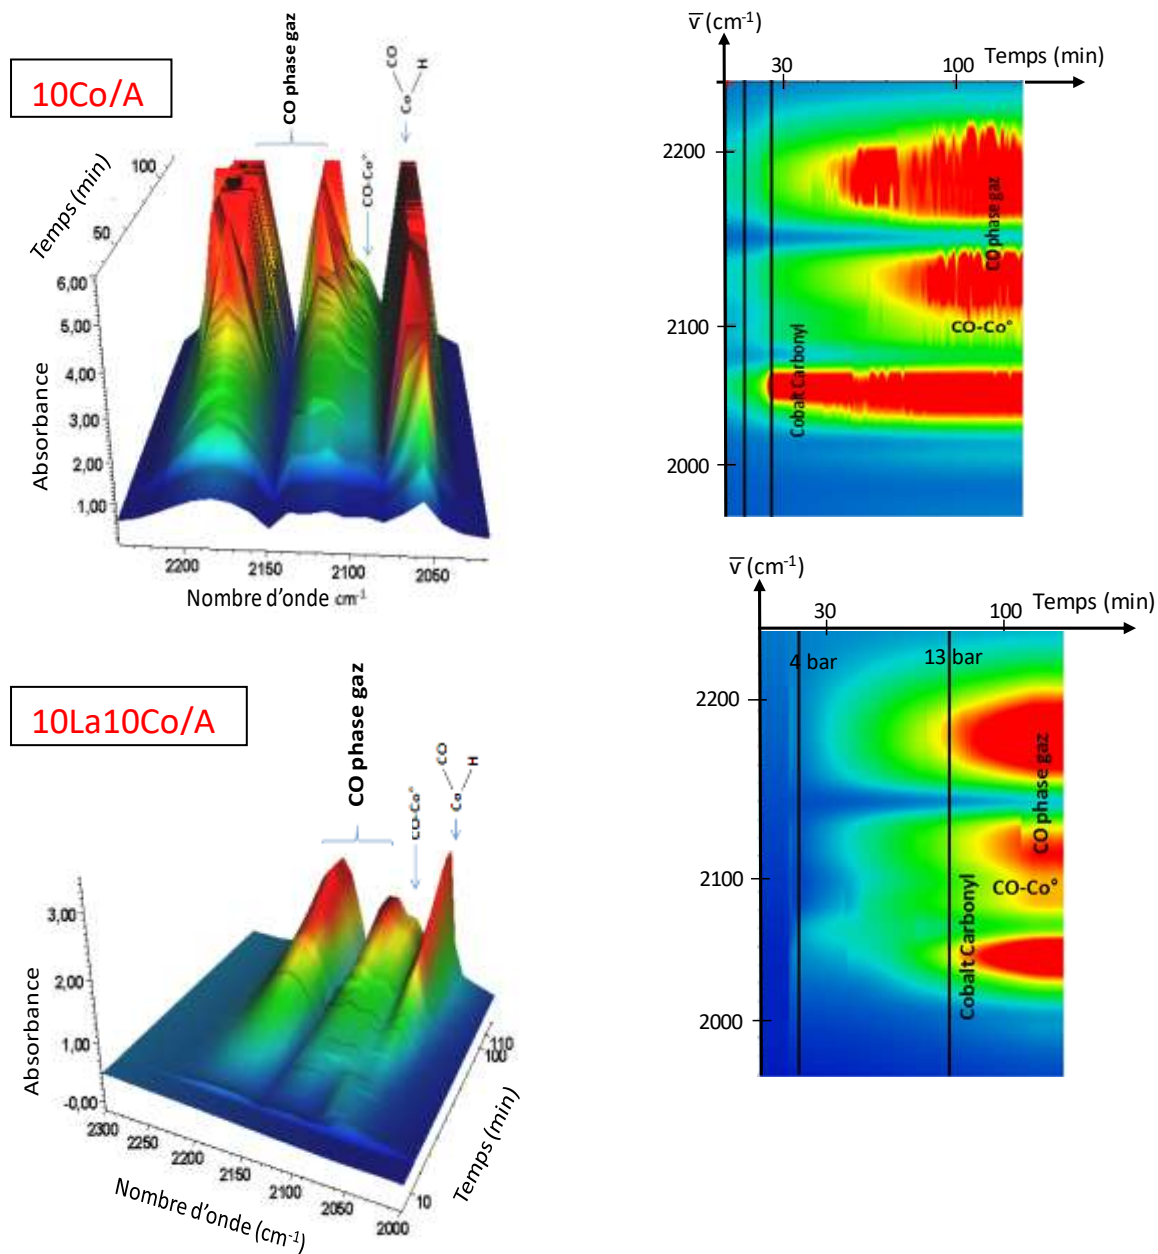 10Co/A
CO phase gaz
CO
H
Co
CO-Co°
Temps (min)
100
50
6,00
5,00
4,00
3,00
2,00
1,00
Absorbance
2200
2150
2100
2050
Nombre d'onde cm-1
v̅ (cm-1)
Temps (min)
30
100
2200
2100
2000
CO phase gaz
CO-Co°
Cobalt Carbonyl
10La10Co/A
CO phase gaz
CO
H
Co
CO-Co°
3,00
2,00
1,00
-0,00
Absorbance
2300
2250
2200
2150
2100
2050
2000
Nombre d'onde (cm-1)
110
100
10
Temps (min)
v̅ (cm-1)
Temps (min)
30
100
4 bar
13 bar
2200
2100
2000
CO phase gaz
CO-Co°
Cobalt Carbonyl